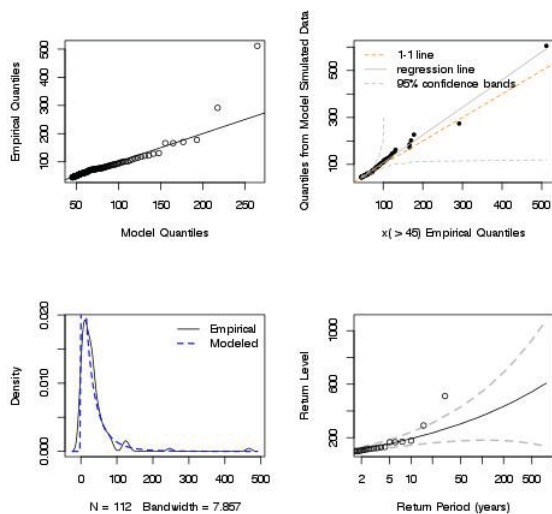 Empirical Quantiles
100
200
300
400
500
50
100
150
200
250
Model Quantiles
Quantiles from Model Simulated Data
100
300
500
1-1 line
regression line
95% confidence bands
100
200
300
400
500
x( > 45) Empirical Quantiles
Density
0.000
0.010
0.020
Empirical
Modeled
0
100
200
300
400
500
N = 112 Bandwidth = 7.857
Return Level
200
600
1000
2
5
10
50
100
200
500
Return Period (years)